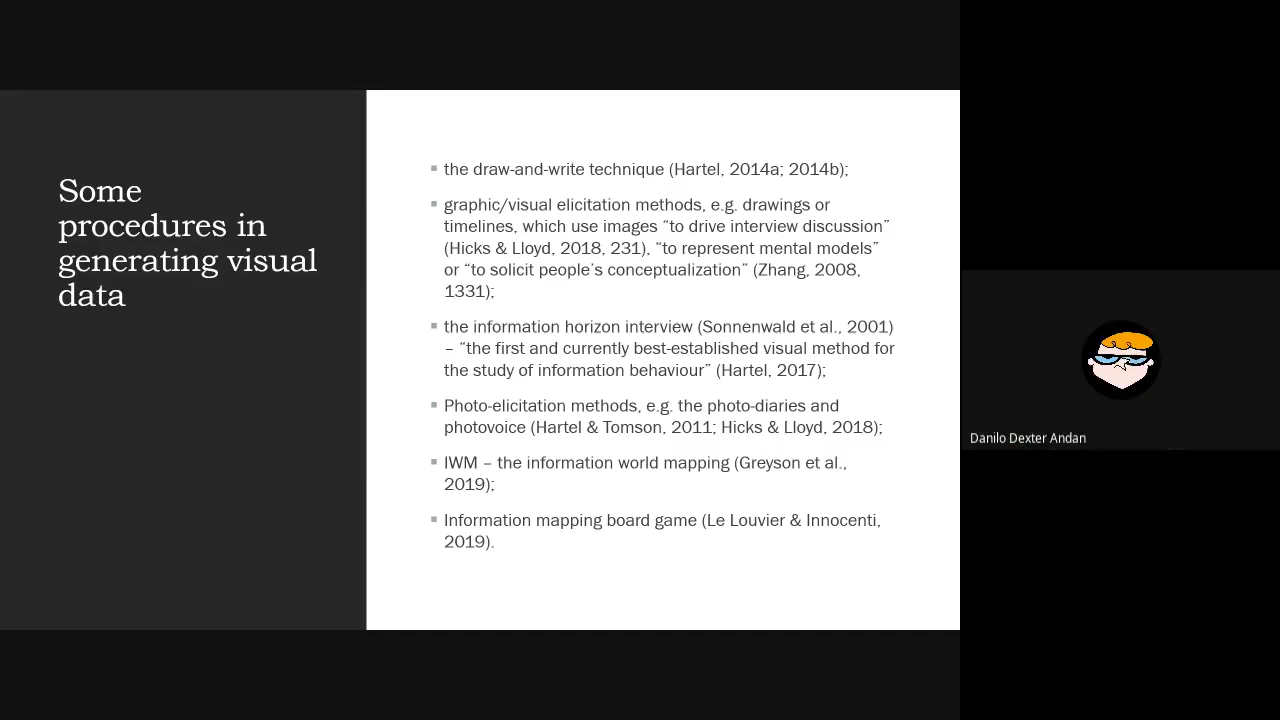 Some
procedures in
generating visual
data
▪ the draw-and-write technique (Hartel, 2014a; 2014b);
▪ graphic/visual elicitation methods, e.g. drawings or
timelines, which use images “to drive interview discussion”
(Hicks & Lloyd, 2018, 231), “to represent mental models”
or “to solicit people’s conceptualization” (Zhang, 2008,
1331);
▪ the information horizon interview (Sonnenwald et al., 2001)
– “the first and currently best-established visual method for
the study of information behaviour” (Hartel, 2017);
▪ Photo-elicitation methods, e.g. the photo-diaries and
photovoice (Hartel & Tomson, 2011; Hicks & Lloyd, 2018);
▪ IWM – the information world mapping (Greyson et al.,
2019);
▪ Information mapping board game (Le Louvier & Innocenti,
2019).
Danilo Dexter Andan